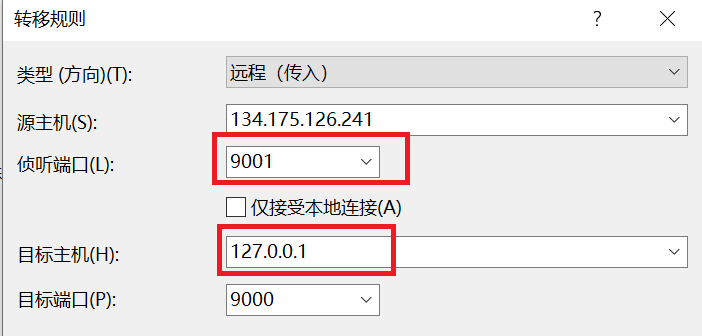 转移规则 ?
类型 (方向)(T): 远程（传入）
源主机(S): 134.175.126.241
侦听端口(L): 9001
仅接受本地连接(A)
目标主机(H): 127.0.0.1
目标端口(P): 9000